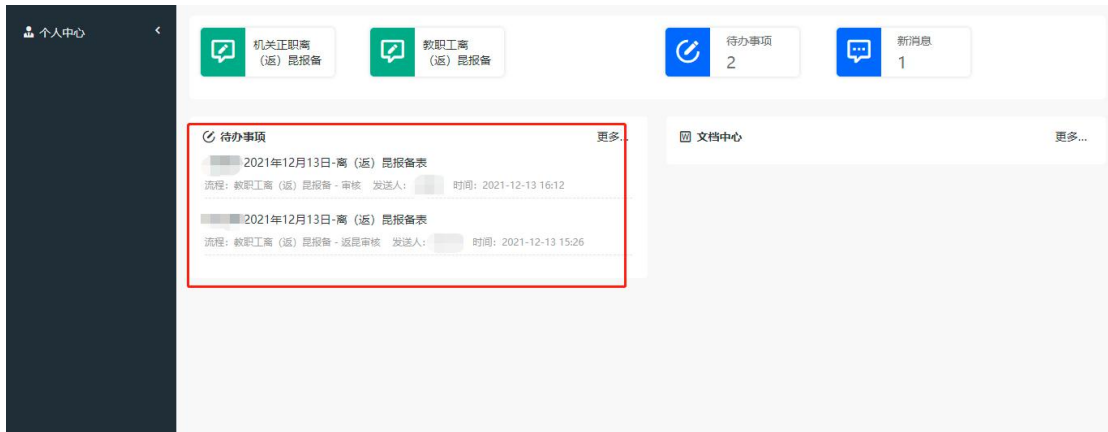 个人中心
机关正职离
（返）昆报备
教职工离
（返）昆报备
待办事项
2
新消息
1
待办事项
更多...
2021年12月13日-离（返）昆报备表
流程：教职工离（返）昆报备 - 审核 发送人： 时间：2021-12-13 16:12
2021年12月13日-离（返）昆报备表
流程：教职工离（返）昆报备 - 返昆审核 发送人： 时间：2021-12-13 15:26
文档中心
更多...